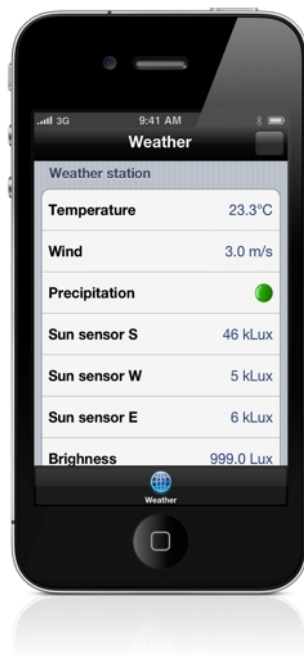 3G 9:41 AM
Weather
Weather station
Temperature 23.3°C
Wind 3.0 m/s
Precipitation
Sun sensor S 46 kLux
Sun sensor W 5 kLux
Sun sensor E 6 kLux
Brighness 999.0 Lux
Weather